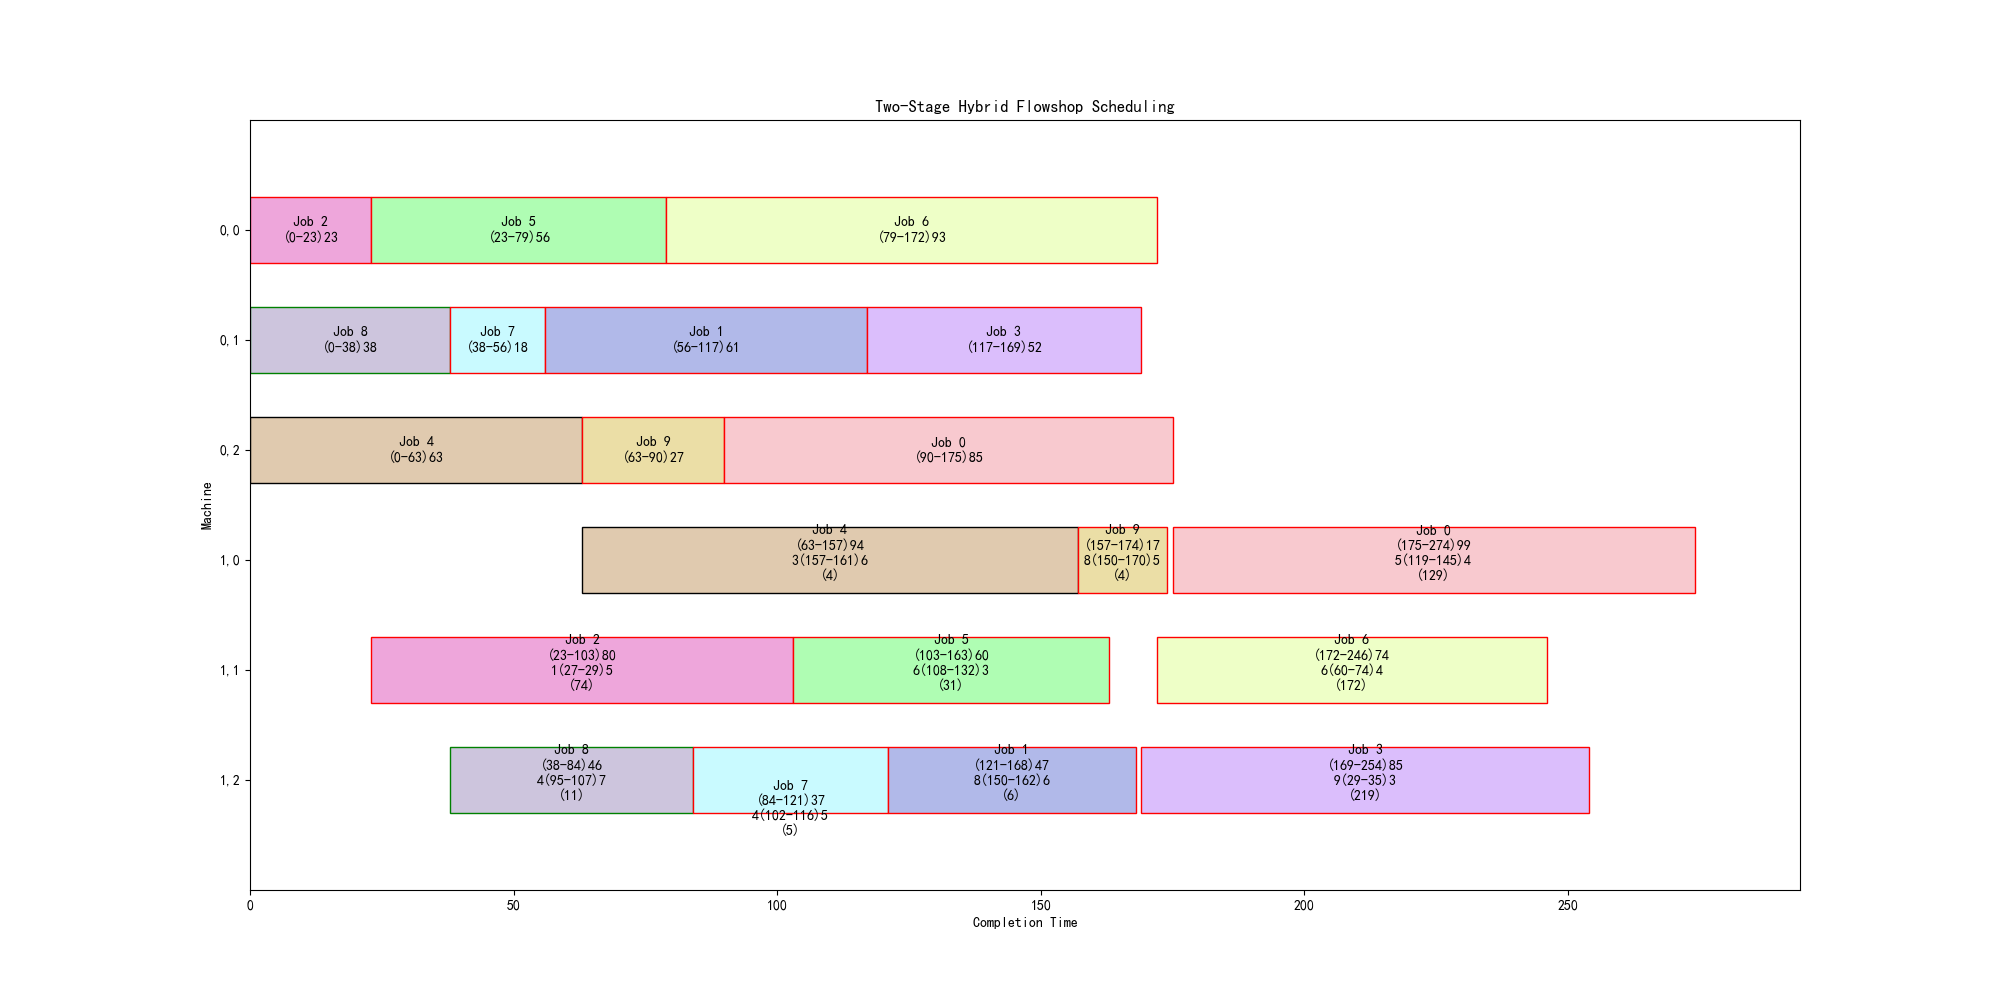 Two-Stage Hybrid Flowshop Scheduling
Machine
0,0
Job 2
(0-23)23
Job 5
(23-79)56
Job 6
(79-172)93
0,1
Job 8
(0-38)38
Job 7
(38-56)18
Job 1
(56-117)61
Job 3
(117-169)52
0,2
Job 4
(0-63)63
Job 9
(63-90)27
Job 0
(90-175)85
1,0
Job 4
(63-157)94
3(157-161)6
(4)
Job 9
(157-174)17
8(150-170)5
(4)
Job 0
(175-274)99
5(119-145)4
(129)
1,1
Job 2
(23-103)80
1(27-29)5
(74)
Job 5
(103-163)60
6(108-132)3
(31)
Job 6
(172-246)74
6(60-74)4
(172)
1,2
Job 8
(38-84)46
4(95-107)7
(11)
Job 7
(84-121)37
4(102-116)5
(5)
Job 1
(121-168)47
8(150-162)6
(6)
Job 3
(169-254)85
9(29-35)3
(219)
0
50
100
150
200
250
Completion Time